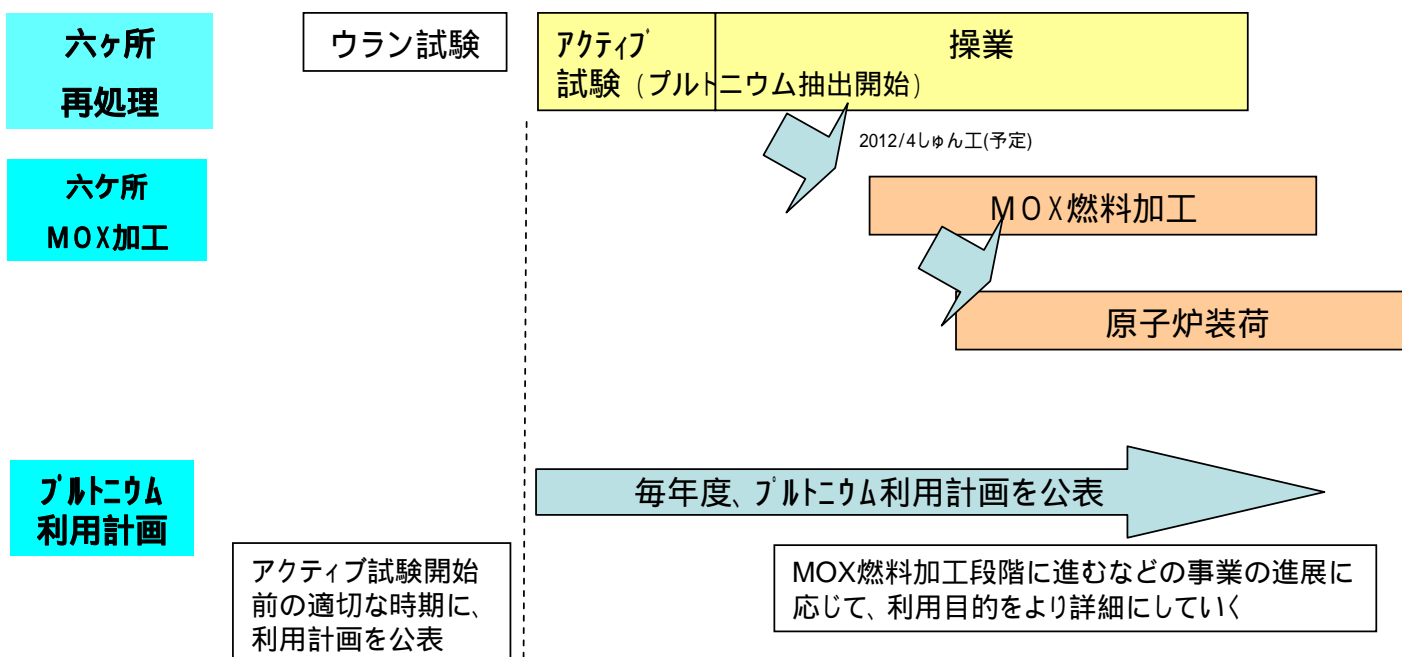 六ヶ所
再処理
ウラン試験
アクティブ
試験（プルトニウム抽出開始）
操業
2012/4しゅん工(予定)
六ケ所
MOX加工
MOX燃料加工
原子炉装荷
プルトニウム
利用計画
毎年度、プルトニウム利用計画を公表
アクティブ試験開始
前の適切な時期に、
利用計画を公表
MOX燃料加工段階に進むなどの事業の進展に
応じて、利用目的をより詳細にしていく